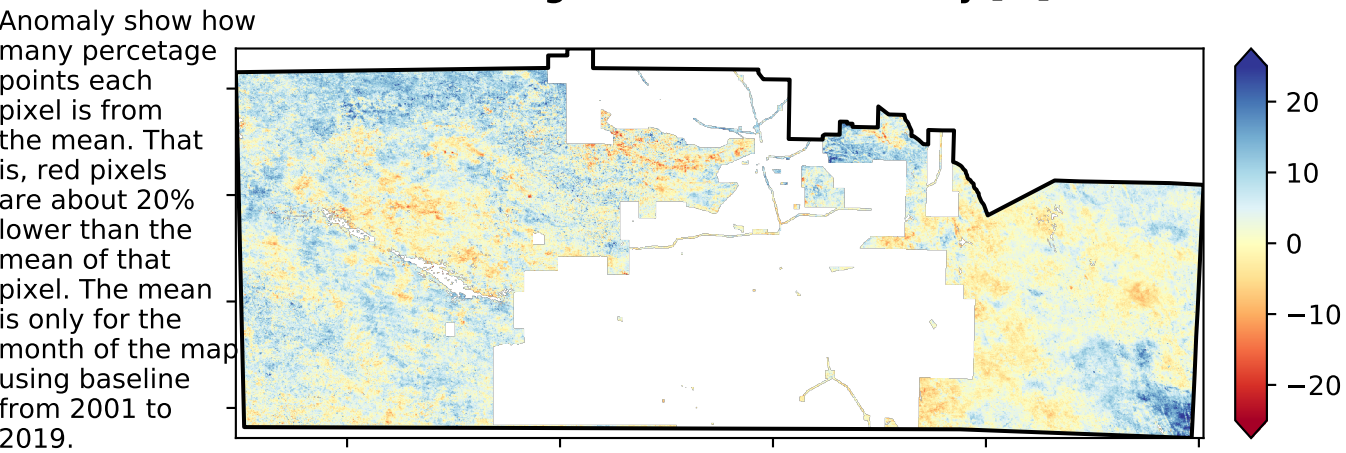 Anomaly show how
many percetage
points each
pixel is from
the mean. That
is, red pixels
are about 20%
lower than the
mean of that
pixel. The mean
is only for the
month of the map
using baseline
from 2001 to
2019.
20
10
0
−10
−20